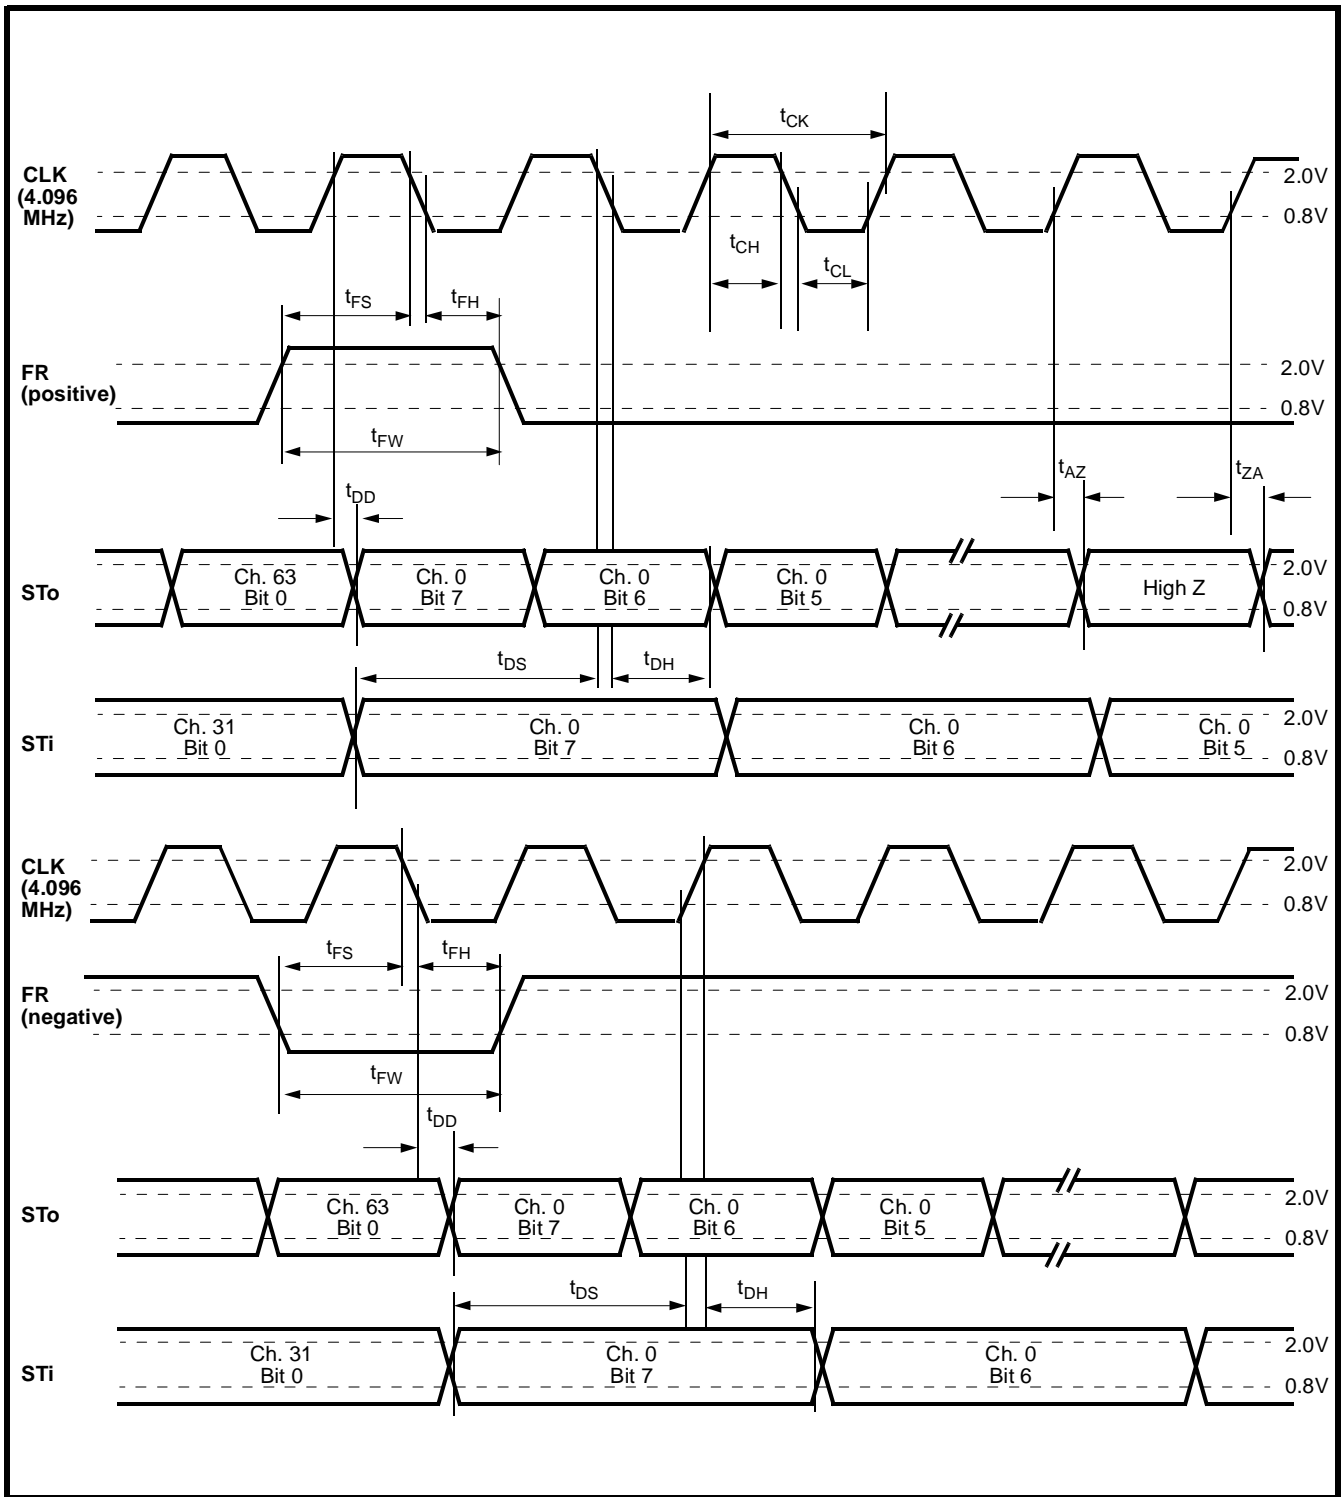 tCK
CLK
(4.096
MHz)
2.0V
0.8V
tCH
tCL
tFS
tFH
FR
(positive)
2.0V
0.8V
tFW
tAZ
tZA
tDD
STo
Ch. 63
Bit 0
Ch. 0
Bit 7
Ch. 0
Bit 6
Ch. 0
Bit 5
High Z
2.0V
0.8V
tDS
tDH
STi
Ch. 31
Bit 0
Ch. 0
Bit 7
Ch. 0
Bit 6
Ch. 0
Bit 5
2.0V
0.8V
CLK
(4.096
MHz)
2.0V
0.8V
tFS
tFH
FR
(negative)
2.0V
0.8V
tFW
tDD
STo
Ch. 63
Bit 0
Ch. 0
Bit 7
Ch. 0
Bit 6
Ch. 0
Bit 5
2.0V
0.8V
tDS
tDH
STi
Ch. 31
Bit 0
Ch. 0
Bit 7
Ch. 0
Bit 6
2.0V
0.8V